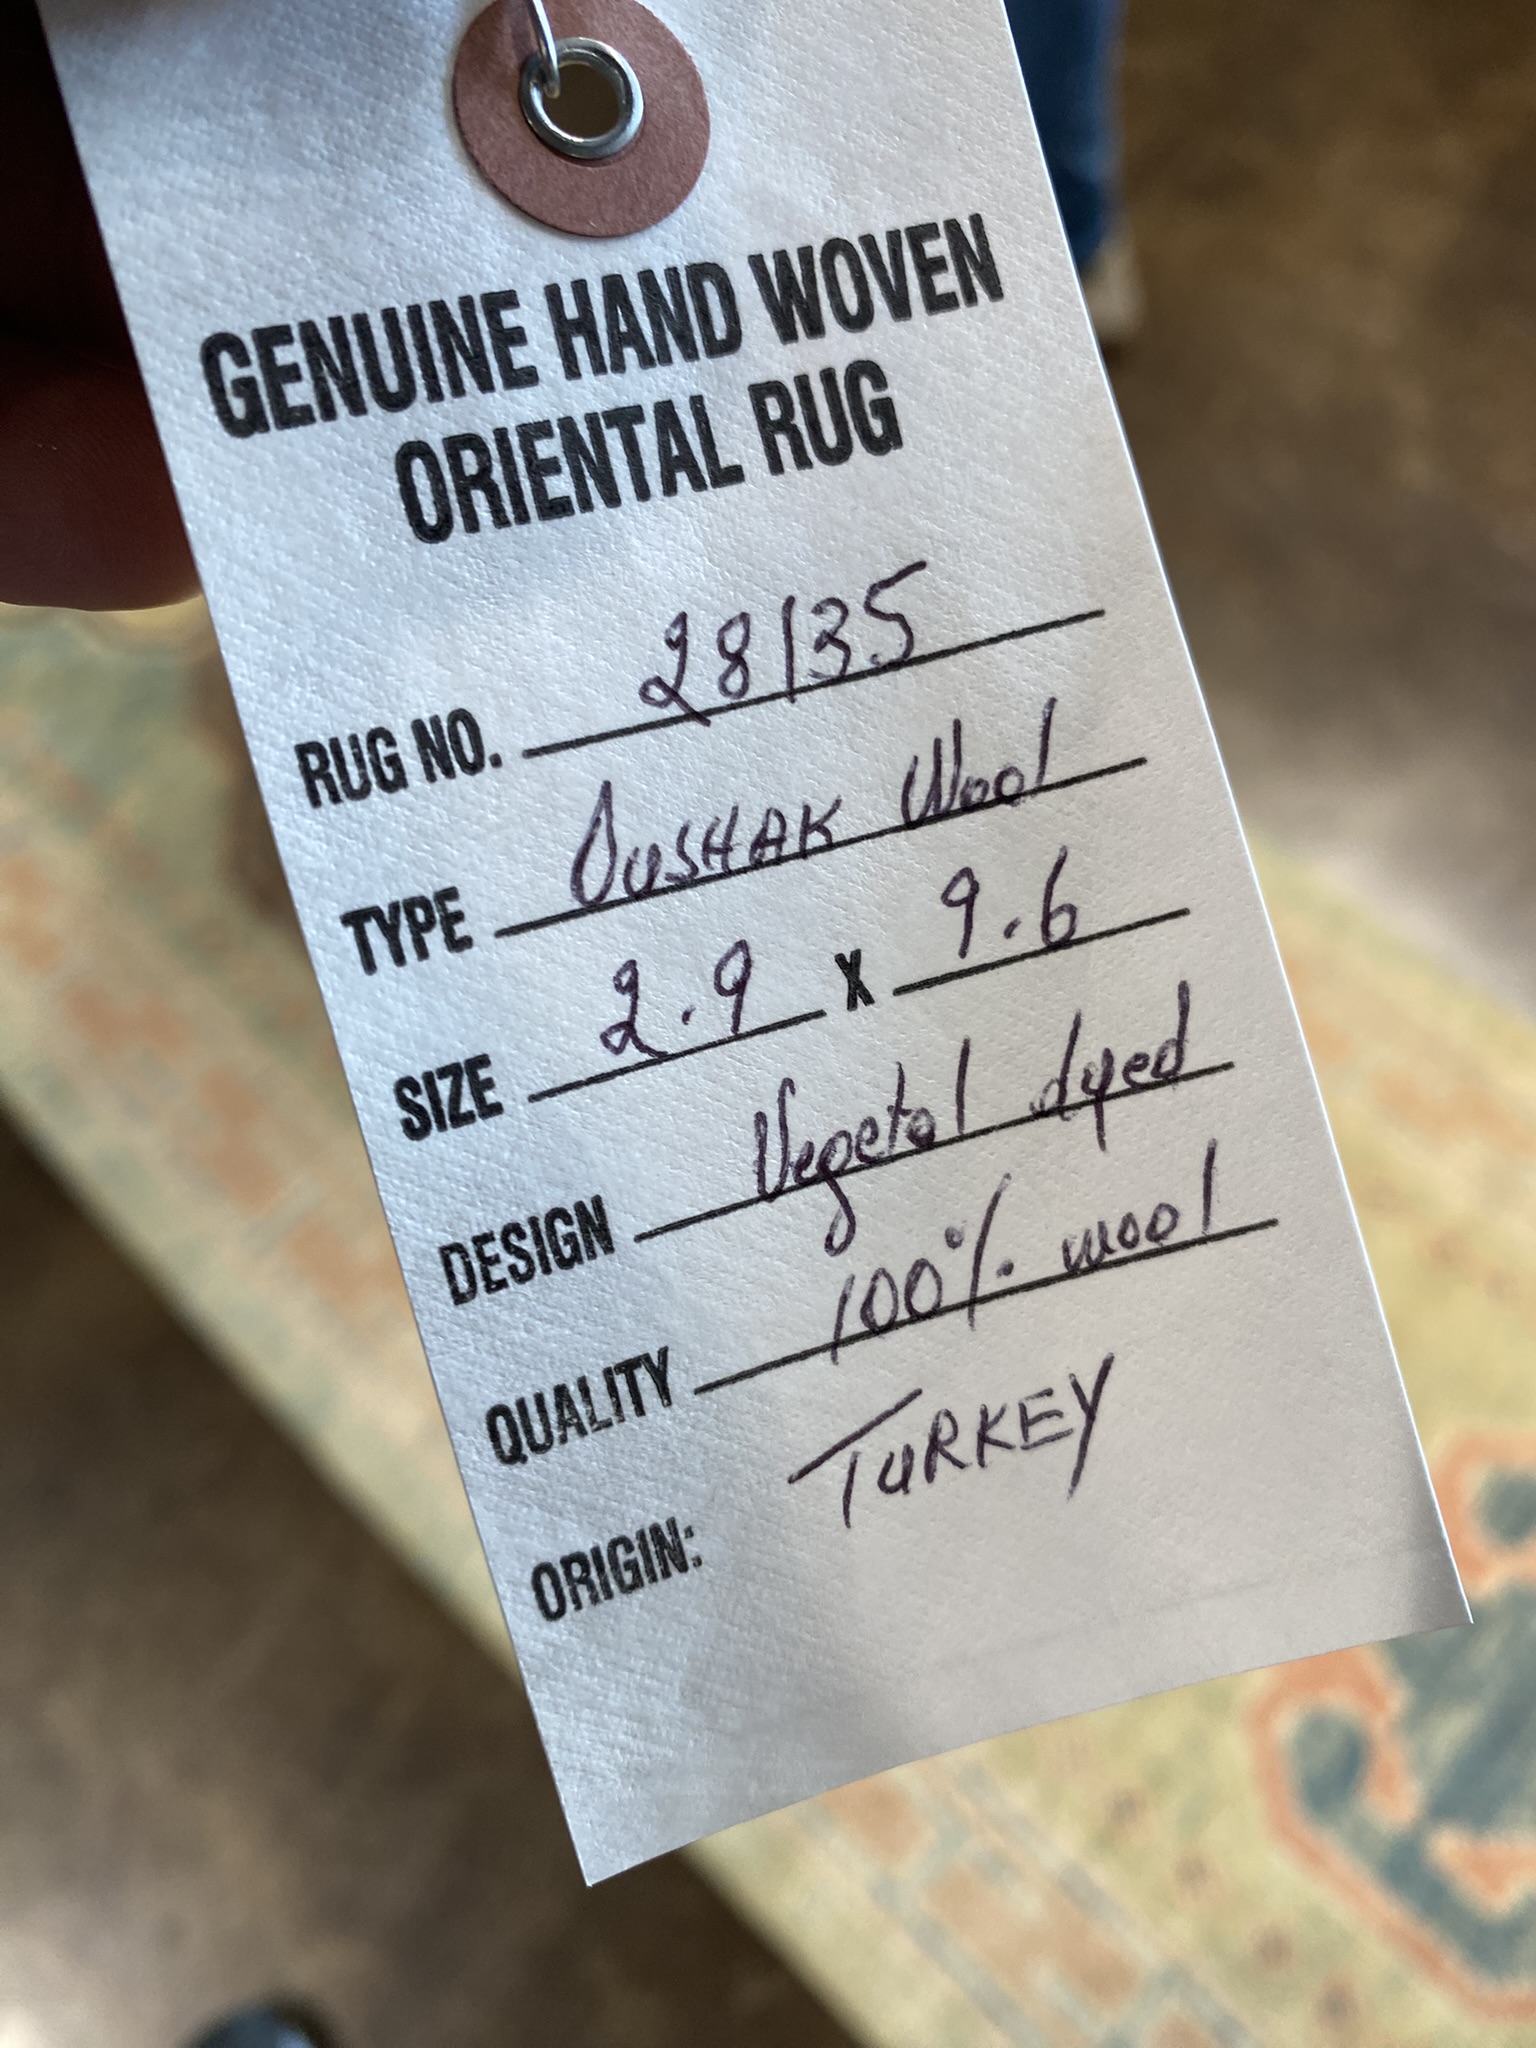 GENUINE HAND WOVEN
ORIENTAL RUG
RUG NO. 28135
TYPE OUSHAK Wool
SIZE 2.9 X 9.6
DESIGN Vegetal dyed
QUALITY 100% wool
ORIGIN: TURKEY